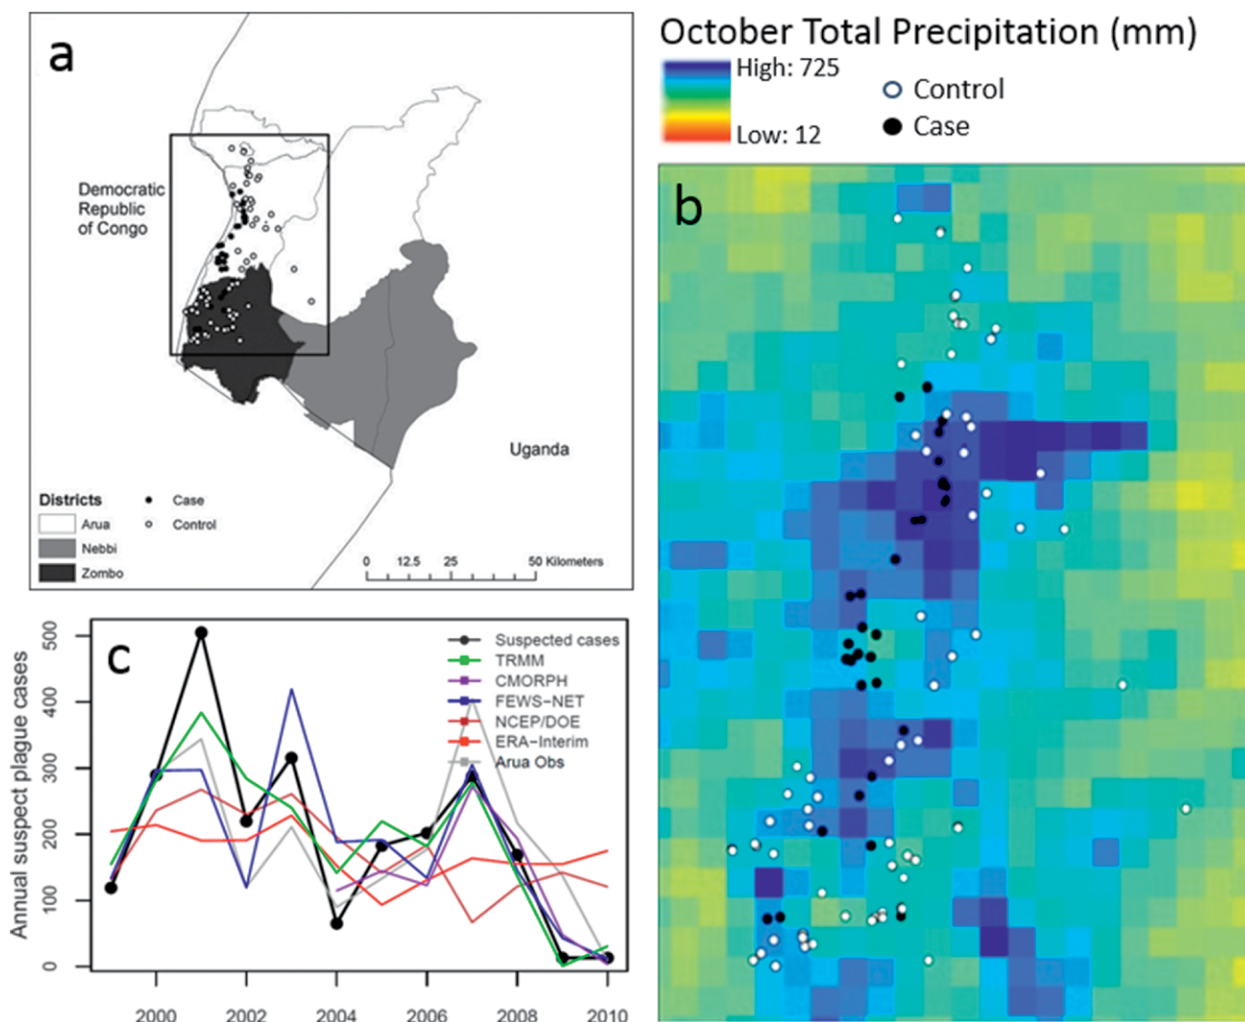 a
Democratic
Republic
of Congo
Uganda
Districts
Case
Arua
Control
Nebbi
Zombo
0 12.5 25 50 Kilometers
October Total Precipitation (mm)
High: 725
Low: 12
Control
Case
b
c
Annual suspect plague cases
500
400
300
200
100
0
Suspected cases
TRMM
CMORPH
FEWS-NET
NCEP/DOE
ERA-Interim
Arua Obs
2000 2002 2004 2006 2008 2010